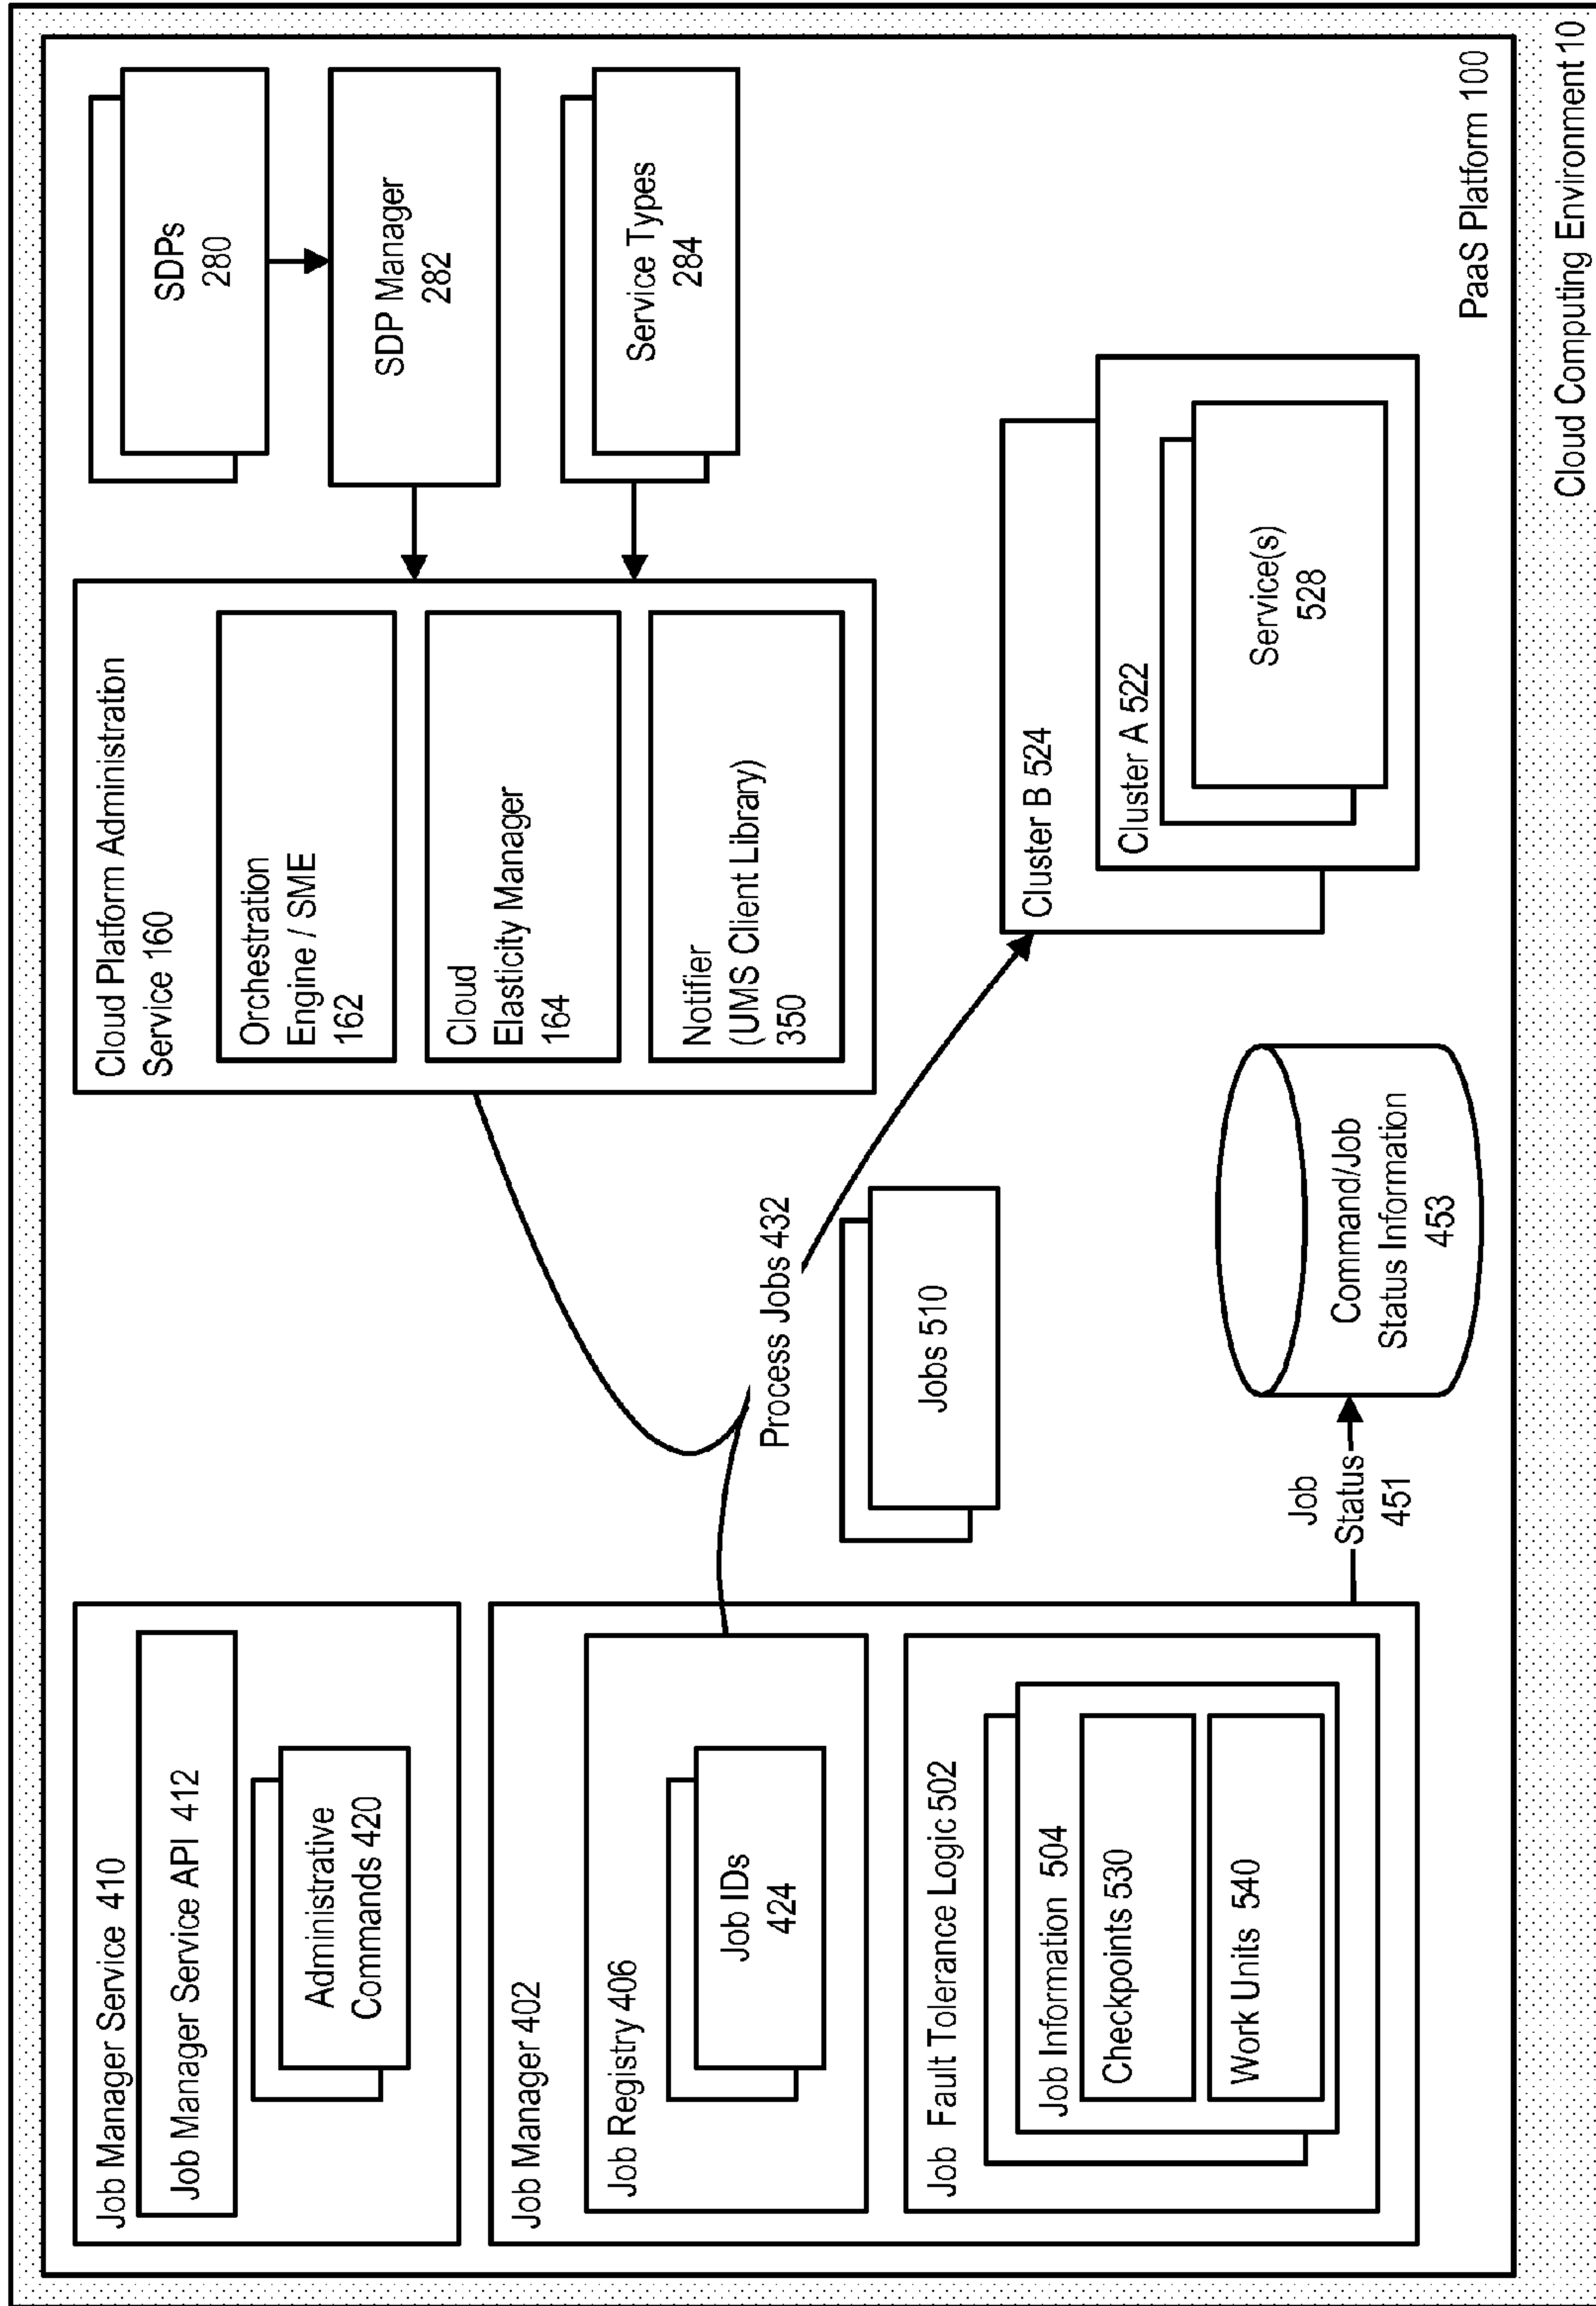 Job Manager Service 410
Job Manager Service API 412
Administrative
Commands 420
Job Manager 402
Job Registry 406
Job IDs
424
Job Fault Tolerance Logic 502
Job Information 504
Checkpoints 530
Work Units 540
Cloud Platform Administration
Service 160
Orchestration
Engine / SME
162
Cloud
Elasticity Manager
164
Notifier
(UMS Client Library)
350
SDPs
280
SDP Manager
282
Service Types
284
Process Jobs 432
Jobs 510
Job
Status
451
Command/Job
Status Information
453
Cluster B 524
Cluster A 522
Service(s)
528
PaaS Platform 100
Cloud Computing Environment 10